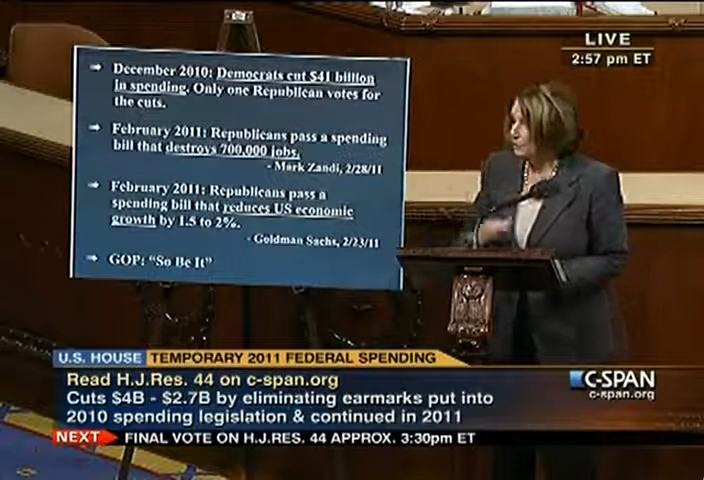 LIVE
2:57 pm ET
➡ December 2010: Democrats cut $41 billion
in spending. Only one Republican votes for
the cuts.
➡ February 2011: Republicans pass a spending
bill that destroys 700,000 jobs.
- Mark Zandi, 2/28/11
➡ February 2011: Republicans pass a
spending bill that reduces US economic
growth by 1.5 to 2%.
- Goldman Sachs, 2/23/11
➡ GOP: “So Be It”
U.S. HOUSE TEMPORARY 2011 FEDERAL SPENDING
Read H.J.Res. 44 on c-span.org
Cuts $4B - $2.7B by eliminating earmarks put into
2010 spending legislation & continued in 2011
C-SPAN
c-span.org
NEXT FINAL VOTE ON H.J.RES. 44 APPROX. 3:30pm ET